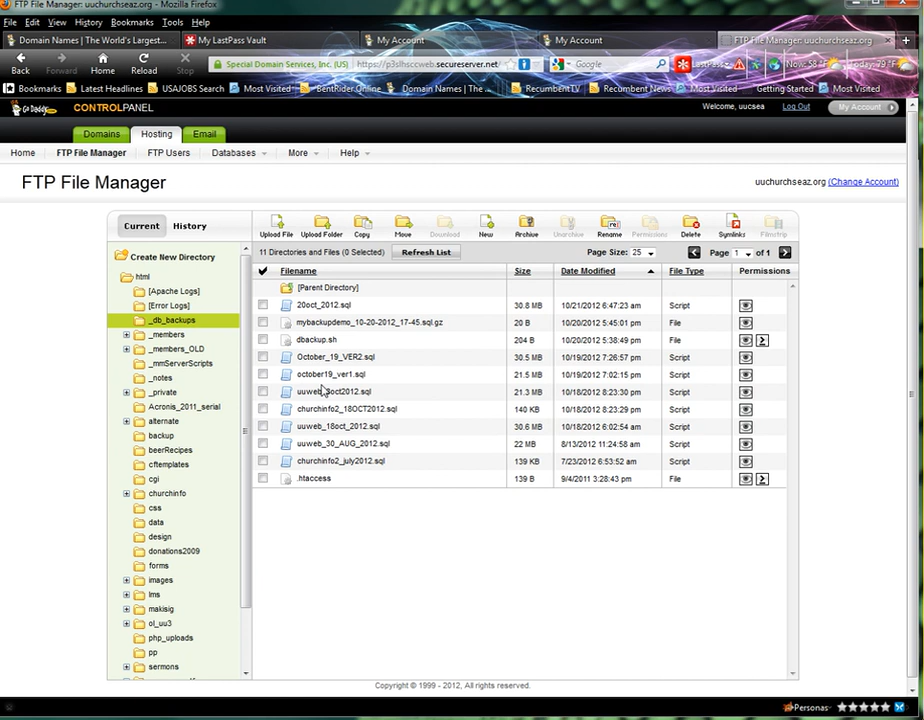 FTP File Manager: uuchurchseaz.org - Mozilla Firefox
File Edit View History Bookmarks Tools Help
Domain Names | The World's Largest... My LastPass Vault My Account My Account FTP File Manager: uuchurchseaz.org
Back Forward Home Reload Stop Special Domain Services, Inc. (US) https://p3slhsccweb.secureserver.net/ Google Now: 58°F Today: 79°F
Bookmarks Latest Headlines USAJOBS Search Most Visited BentRider Online Domain Names | The W... RecumbentTV Recumbent News Most Visited Getting Started Most Visited
Go Daddy CONTROLPANEL Welcome, uucsea Log Out My Account
Domains Hosting Email
Home FTP File Manager FTP Users Databases More Help
FTP File Manager uuchurchseaz.org (Change Account)
Current History Upload File Upload Folder Copy Move Download New Archive Unarchive Rename Permissions Delete Symlinks Filmstrip
11 Directories and Files (0 Selected) Refresh List Page Size: 25 Page 1 of 1
Filename Size Date Modified File Type Permissions
[Parent Directory]
20oct_2012.sql 30.8 MB 10/21/2012 6:47:23 am Script
mybackupdemo_10-20-2012_17-45.sql.gz 20 B 10/20/2012 5:45:01 pm File
dbackup.sh 204 B 10/20/2012 5:38:49 pm File
October_19_VER2.sql 30.5 MB 10/19/2012 7:26:57 pm Script
october19_ver1.sql 21.5 MB 10/19/2012 7:02:15 pm Script
21.3 MB 10/18/2012 8:23:30 pm Script
churchinfo2_18OCT2012.sql 140 KB 10/18/2012 8:23:29 pm Script
uuweb_18oct_2012.sql 30.6 MB 10/18/2012 6:02:54 am Script
uuweb_30_AUG_2012.sql 22 MB 8/13/2012 11:24:58 am Script
churchinfo2_july2012.sql 139 KB 7/23/2012 6:53:52 am Script
.htaccess 139 B 9/4/2011 3:28:43 pm File
Create New Directory
html
[Apache Logs]
[Error Logs]
_db_backups
_members
_members_OLD
_mmServerScripts
_notes
_private
Acronis_2011_serial
alternate
backup
beerRecipes
cftemplates
cgi
churchinfo
css
data
design
donations2009
forms
images
lms
makisig
ol_uu3
php_uploads
pp
sermons
Copyright © 1999 - 2012, All rights reserved.
Personas